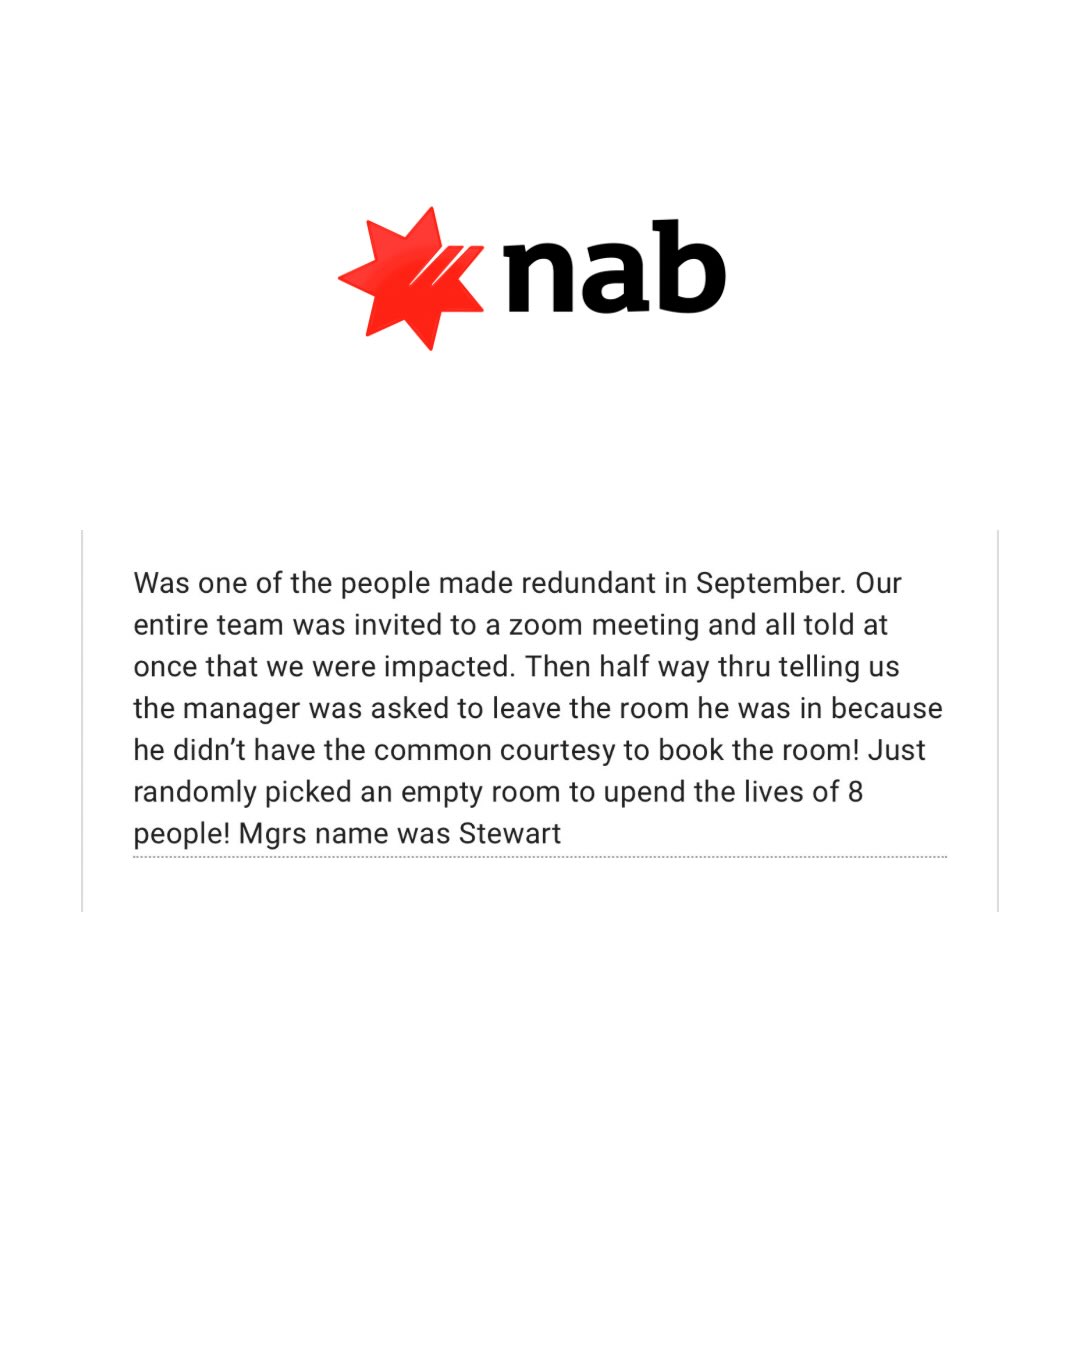 nab
Was one of the people made redundant in September. Our
entire team was invited to a zoom meeting and all told at
once that we were impacted. Then half way thru telling us
the manager was asked to leave the room he was in because
he didn’t have the common courtesy to book the room! Just
randomly picked an empty room to upend the lives of 8
people! Mgrs name was Stewart